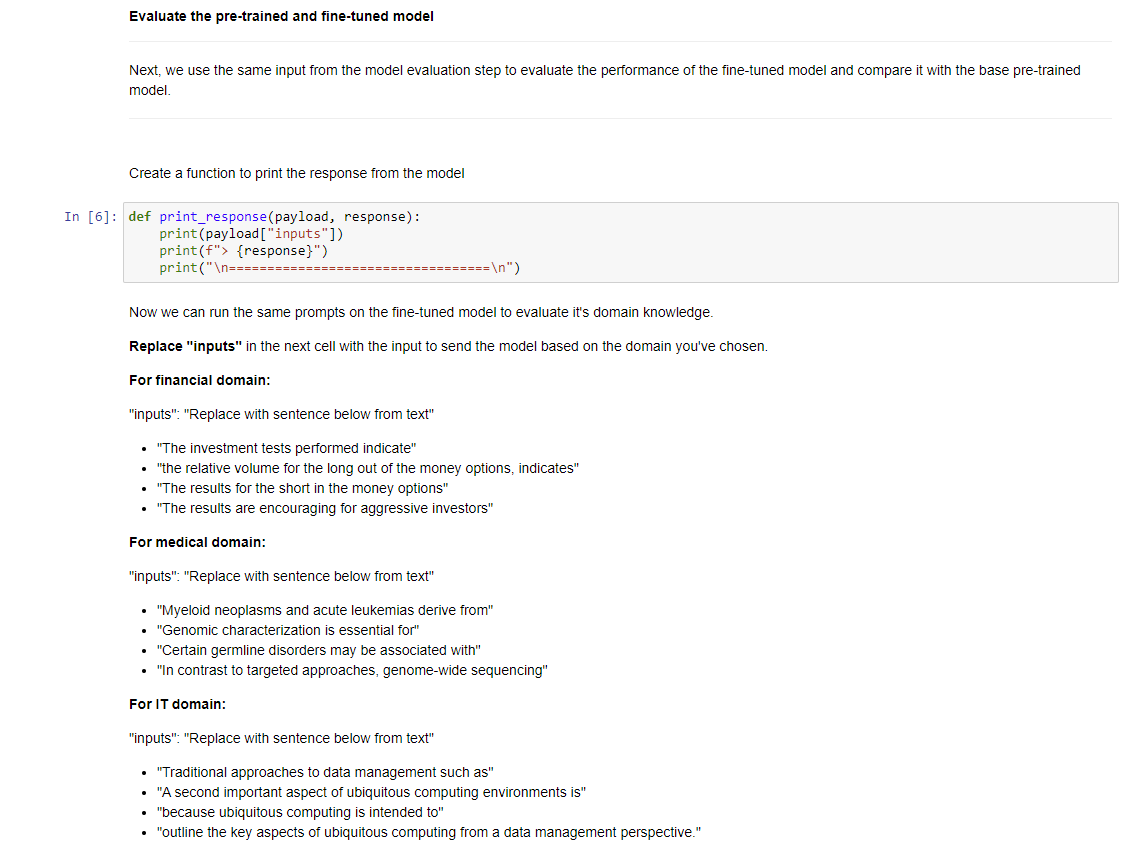 Evaluate the pre-trained and fine-tuned model
Next, we use the same input from the model evaluation step to evaluate the performance of the fine-tuned model and compare it with the base pre-trained
model.
Create a function to print the response from the model
In [6]: def print_response(payload, response):
    print(payload["inputs"])
    print(f"> {response}")
    print("\n==================================\n")
Now we can run the same prompts on the fine-tuned model to evaluate it's domain knowledge.
Replace "inputs" in the next cell with the input to send the model based on the domain you've chosen.
For financial domain:
"inputs": "Replace with sentence below from text"
• "The investment tests performed indicate"
• "the relative volume for the long out of the money options, indicates"
• "The results for the short in the money options"
• "The results are encouraging for aggressive investors"
For medical domain:
"inputs": "Replace with sentence below from text"
• "Myeloid neoplasms and acute leukemias derive from"
• "Genomic characterization is essential for"
• "Certain germline disorders may be associated with"
• "In contrast to targeted approaches, genome-wide sequencing"
For IT domain:
"inputs": "Replace with sentence below from text"
• "Traditional approaches to data management such as"
• "A second important aspect of ubiquitous computing environments is"
• "because ubiquitous computing is intended to"
• "outline the key aspects of ubiquitous computing from a data management perspective."